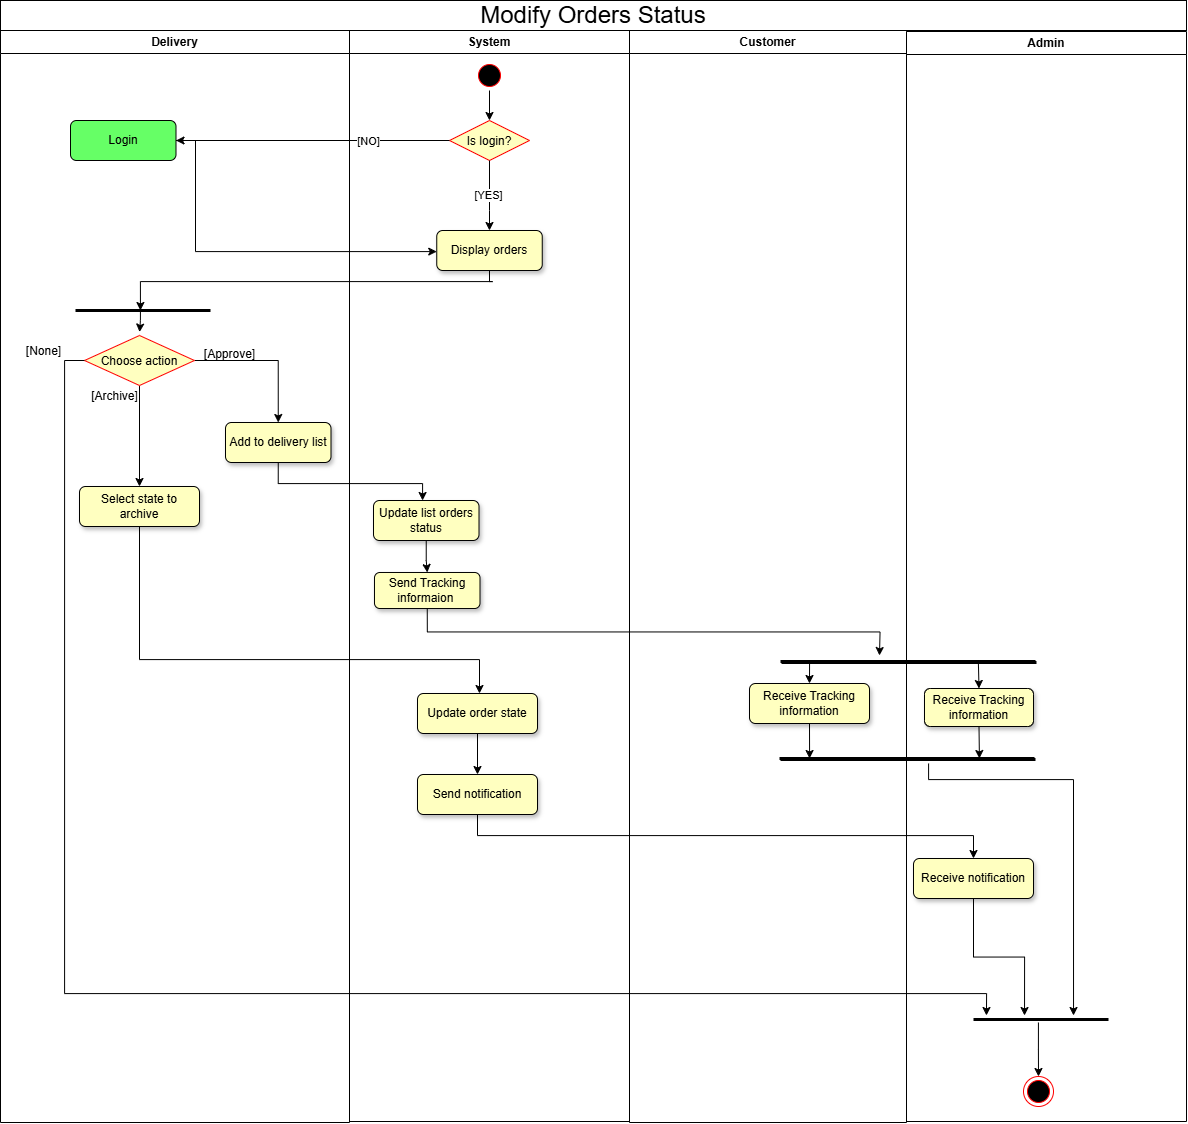 Modify Orders Status
Delivery
System
Customer
Admin
Login
[NO]
Is login?
[YES]
Display orders
[None]
Choose action
[Approve]
[Archive]
Add to delivery list
Select state to
archive
Update list orders
status
Send Tracking
informaion
Receive Tracking
information
Receive Tracking
information
Update order state
Send notification
Receive notification